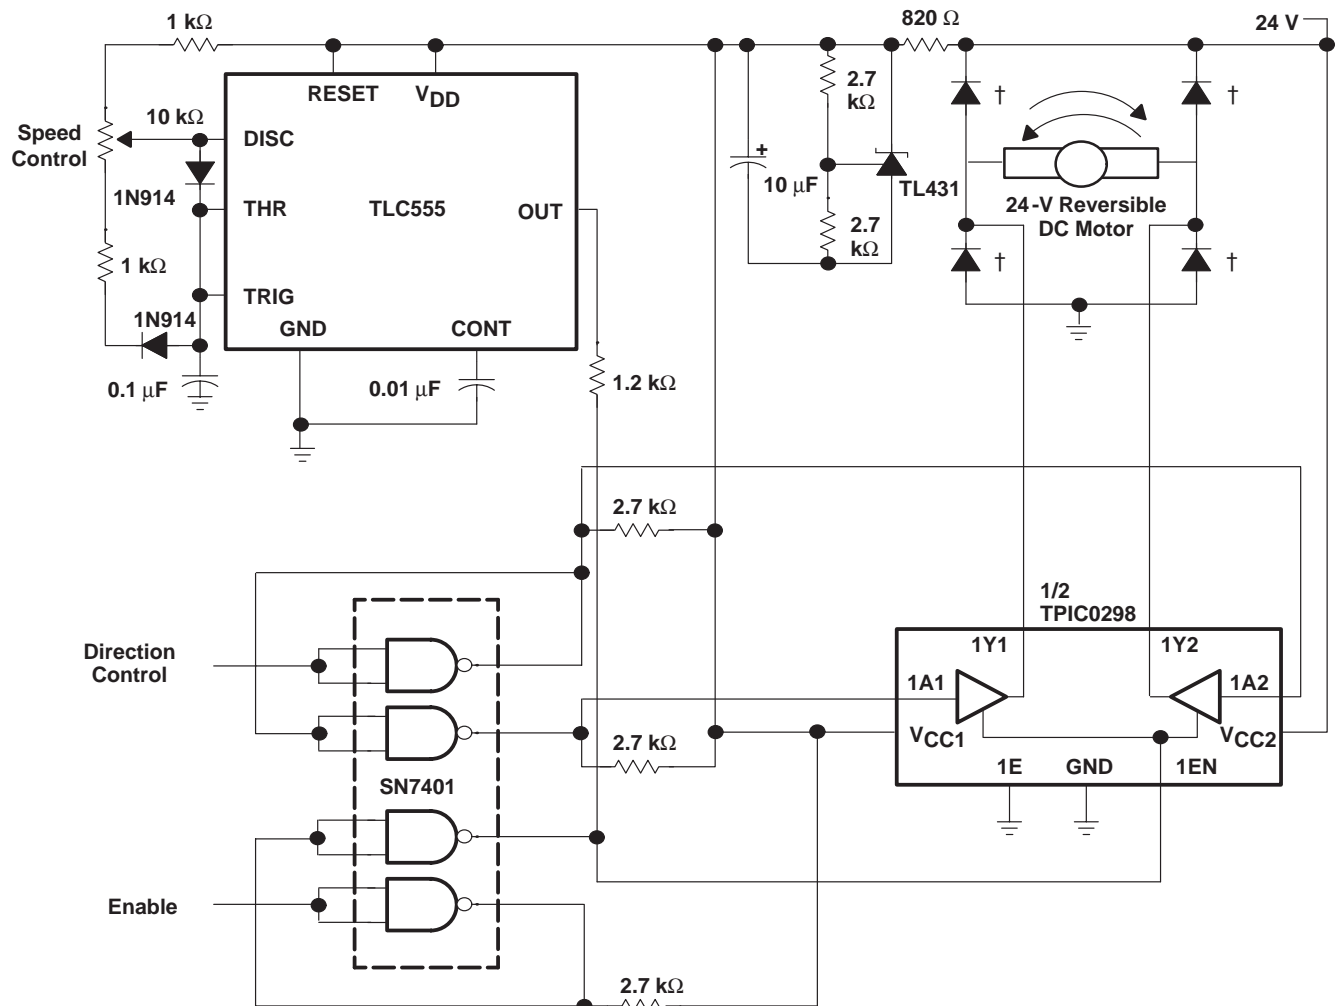 1 kΩ
820 Ω
24 V
RESET
VDD
2.7
kΩ
†
†
10 kΩ
DISC
Speed
Control
+
10 µF
TL431
1N914
THR
TLC555
OUT
24-V Reversible
DC Motor
2.7
kΩ
†
†
1 kΩ
TRIG
1N914
GND
CONT
0.1 µF
0.01 µF
1.2 kΩ
2.7 kΩ
1/2
TPIC0298
Direction
Control
1Y1
1Y2
1A1
1A2
VCC1
VCC2
2.7 kΩ
SN7401
1E
GND
1EN
Enable
2.7 kΩ